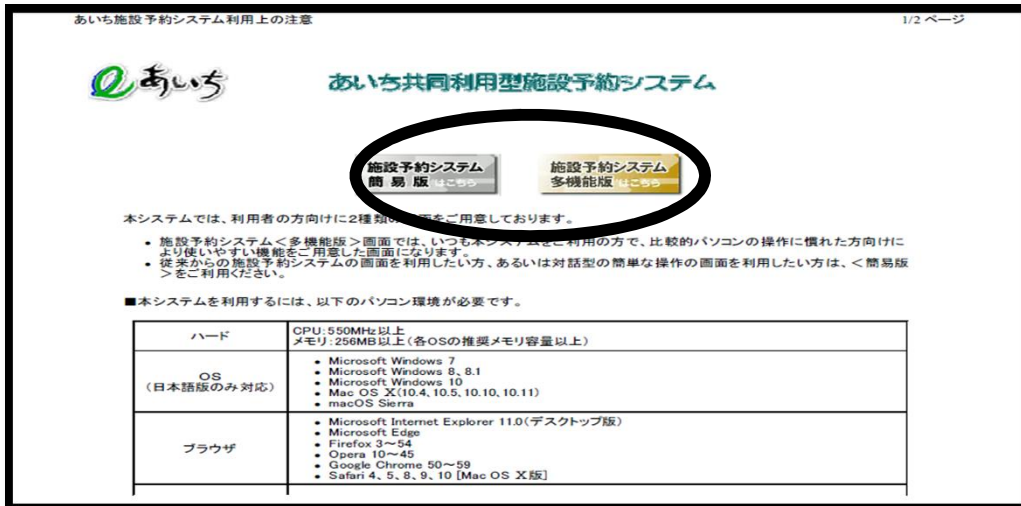 あいち施設予約システム利用上の注意
1/2 ページ
あいち
あいち共同利用型施設予約システム
施設予約システム
簡易版 はこちら
施設予約システム
多機能版 はこちら
本システムでは、利用者の方向けに2種類の画面をご用意しております。
• 施設予約システム<多機能版>画面では、いつも本システムをご利用の方で、比較的パソコンの操作に慣れた方向けに
より使いやすい機能をご用意した画面になります。
• 従来からの施設予約システムの画面を利用したい方、あるいは対話型の簡単な操作の画面を利用したい方は、<簡易版
>をご利用ください。
■本システムを利用するには、以下のパソコン環境が必要です。
ハード
CPU:550MHz以上
メモリ:256MB以上(各OSの推奨メモリ容量以上)
OS
(日本語版のみ対応)
• Microsoft Windows 7
• Microsoft Windows 8、8.1
• Microsoft Windows 10
• Mac OS X(10.4、10.5、10.10、10.11)
• macOS Sierra
ブラウザ
• Microsoft Internet Explorer 11.0(デスクトップ版)
• Microsoft Edge
• Firefox 3~54
• Opera 10~45
• Google Chrome 50~59
• Safari 4、5、8、9、10 [Mac OS X版]